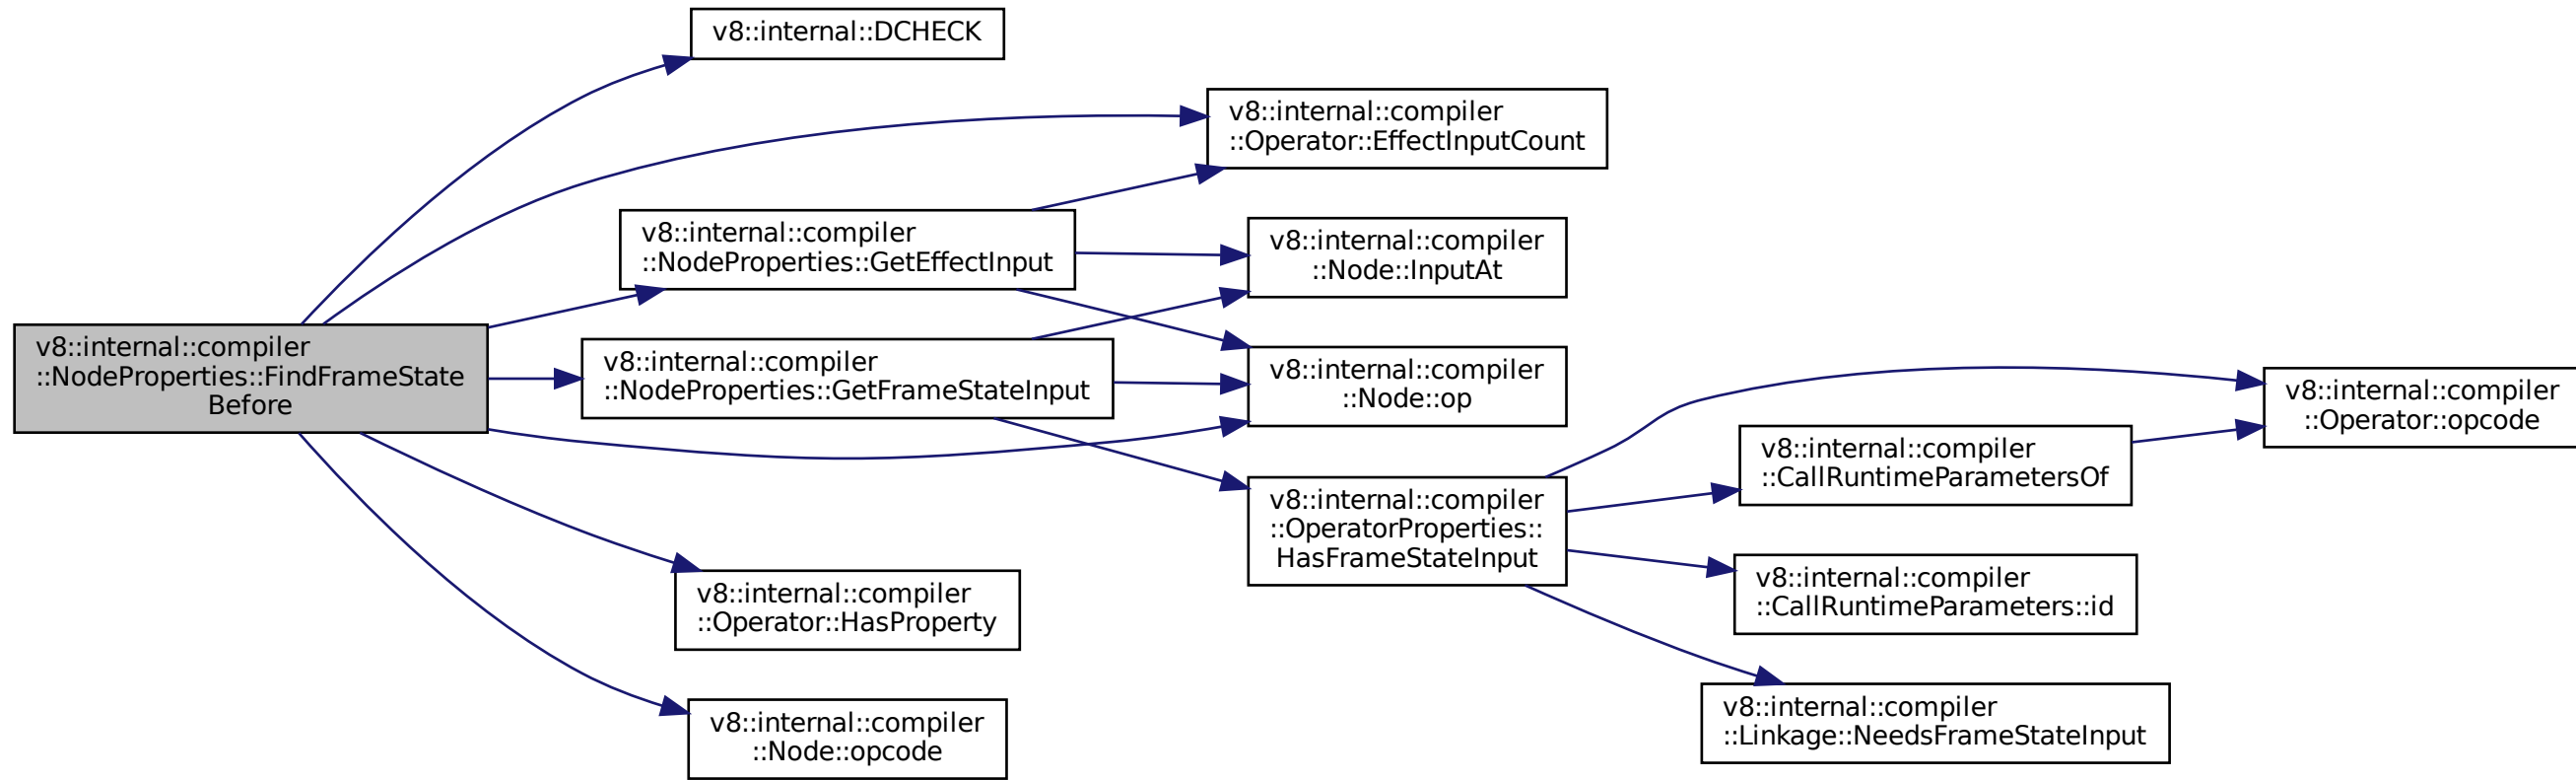 v8::internal::DCHECK
v8::internal::compiler
::Operator::EffectInputCount
v8::internal::compiler
::NodeProperties::GetEffectInput
v8::internal::compiler
::Node::InputAt
v8::internal::compiler
::NodeProperties::FindFrameState
Before
v8::internal::compiler
::NodeProperties::GetFrameStateInput
v8::internal::compiler
::Node::op
v8::internal::compiler
::Operator::opcode
v8::internal::compiler
::CallRuntimeParametersOf
v8::internal::compiler
::OperatorProperties::
HasFrameStateInput
v8::internal::compiler
::CallRuntimeParameters::id
v8::internal::compiler
::Operator::HasProperty
v8::internal::compiler
::Linkage::NeedsFrameStateInput
v8::internal::compiler
::Node::opcode